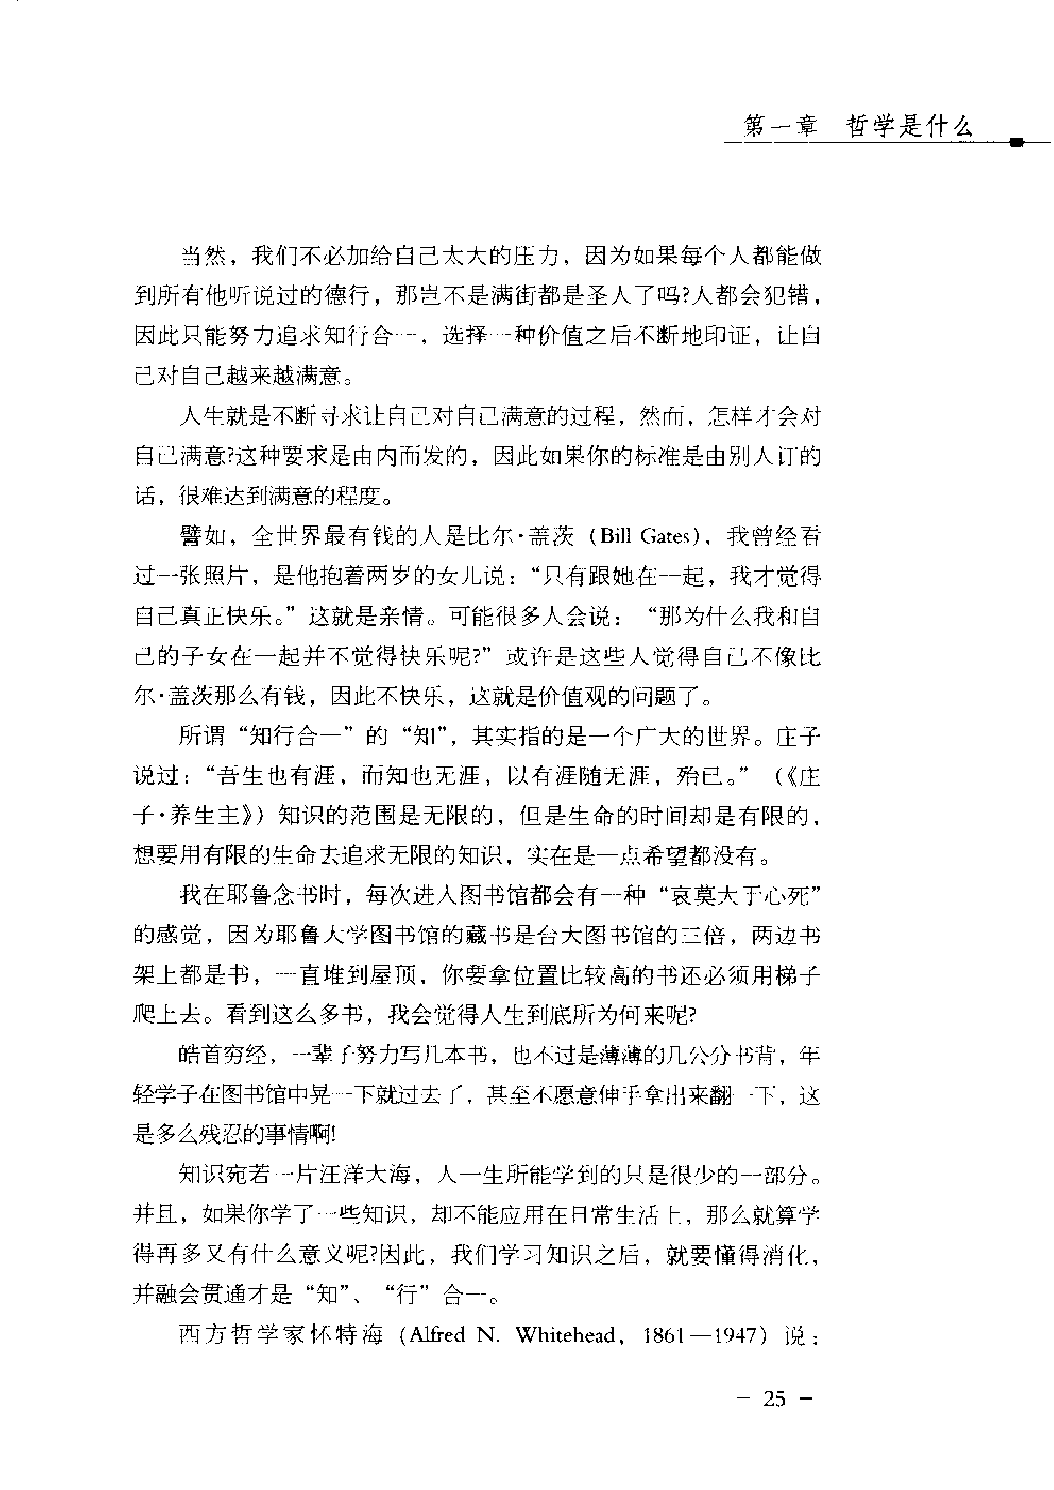 第一章 哲学是什么
当然，我们不必加给自己太大的压力，因为如果每个人都能做
到所有他听说过的德行，那岂不是满街都是圣人了吗?人都会犯错，
因此只能努力追求知行合一，选择一种价值之后不断地印证，让自
己对自己越来越满意。
人生就是不断寻求让自己对自己满意的过程，然而，怎样才会对
自己满意?这种要求是由内而发的，因此如果你的标准是由别人订的
话，很难达到满意的程度。
譬如，全世界最有钱的人是比尔·盖茨（Bill Gates），我曾经看
过一张照片，是他抱着两岁的女儿说：“只有跟她在一起，我才觉得
自己真正快乐。”这就是亲情。可能很多人会说：“那为什么我和自
己的子女在一起并不觉得快乐呢?”或许是这些人觉得自己不像比
尔·盖茨那么有钱，因此不快乐，这就是价值观的问题了。
所谓“知行合一”的“知”，其实指的是一个广大的世界。庄子
说过：“吾生也有涯，而知也无涯，以有涯随无涯，殆已。”（《庄
子·养生主》）知识的范围是无限的，但是生命的时间却是有限的，
想要用有限的生命去追求无限的知识，实在是一点希望都没有。
我在耶鲁念书时，每次进入图书馆都会有一种“哀莫大于心死”
的感觉，因为耶鲁大学图书馆的藏书是台大图书馆的三倍，两边书
架上都是书，一直堆到屋顶，你要拿位置比较高的书还必须用梯子
爬上去。看到这么多书，我会觉得人生到底所为何来呢?
皓首穷经，一辈子努力写几本书，也不过是薄薄的几公分书背，年
轻学子在图书馆中晃一下就过去了，甚至不愿意伸手拿出来翻一下，这
是多么残忍的事情啊!
知识宛若一片汪洋大海，人一生所能学到的只是很少的一部分。
并且，如果你学了一些知识，却不能应用在日常生活上，那么就算学
得再多又有什么意义呢?因此，我们学习知识之后，就要懂得消化，
并融会贯通才是“知”、“行”合一。
西方哲学家怀特海（Alfred N. Whitehead，1861—1947）说：
- 25 -